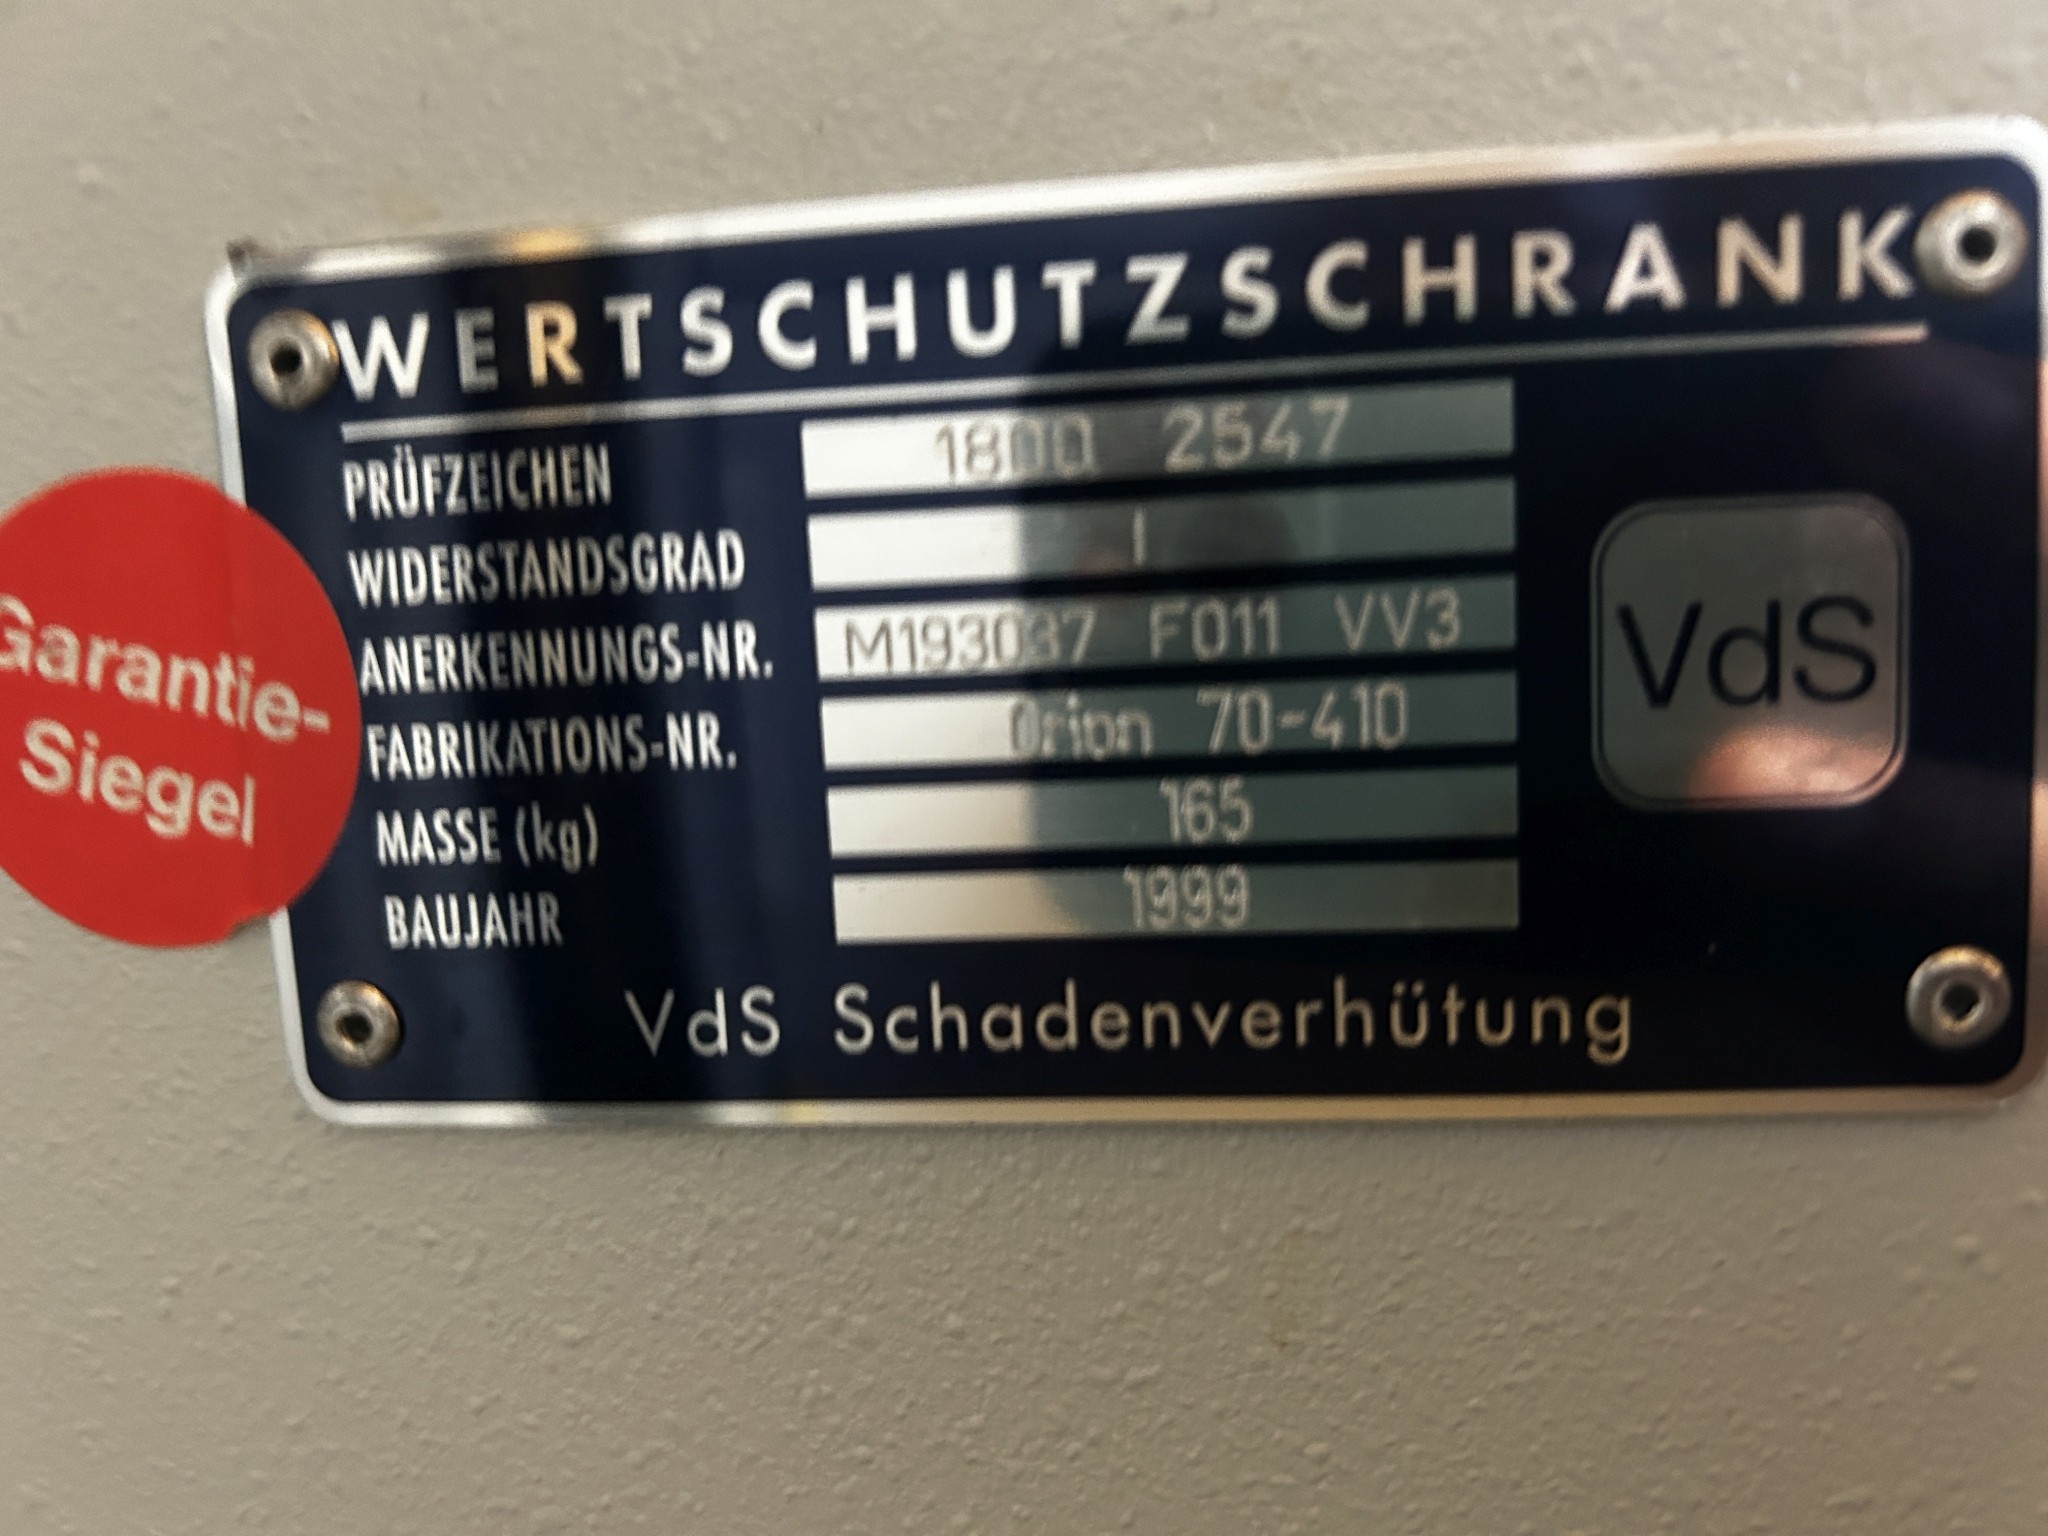 WERTSCHUTZSCHRANK
PRÜFZEICHEN 1800 2547
WIDERSTANDSGRAD I
ANERKENNUNGS-NR. M193037 F011 VV3
FABRIKATIONS-NR. Orion 70-410
MASSE (kg) 165
BAUJAHR 1999
VdS
VdS Schadenverhütung
Garantie-
Siegel